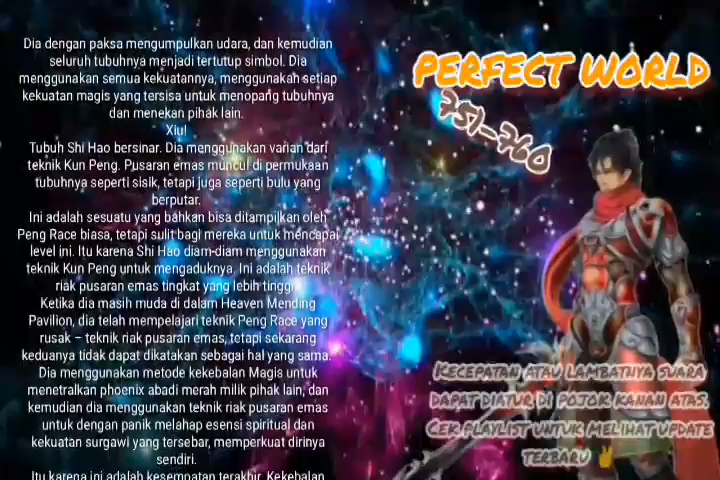 Dia dengan paksa mengumpulkan udara, dan kemudian
seluruh tubuhnya menjadi tertutup simbol. Dia
menggunakan semua kekuatannya, menggunakan setiap
kekuatan magis yang tersisa untuk menopang tubuhnya
dan menekan pihak lain.
Xiu!
Tubuh Shi Hao bersinar. Dia menggunakan varian dari
teknik Kun Peng. Pusaran emas muncul di permukaan
tubuhnya seperti sisik, tetapi juga seperti bulu yang
berputar.
Ini adalah sesuatu yang bahkan bisa ditampilkan oleh
Peng Race biasa, tetapi sulit bagi mereka untuk mencapai
level ini. Itu karena Shi Hao diam-diam menggunakan
teknik Kun Peng untuk mengaduknya. Ini adalah teknik
riak pusaran emas tingkat yang lebih tinggi.
Ketika dia masih muda di dalam Heaven Mending
Pavilion, dia telah mempelajari teknik Peng Race yang
rusak – teknik riak pusaran emas, tetapi sekarang
keduanya tidak dapat dikatakan sebagai hal yang sama.
Dia menggunakan metode kekebalan Magis untuk
menetralkan phoenix abadi merah milik pihak lain, dan
kemudian dia menggunakan teknik riak pusaran emas
untuk dengan panik melahap esensi spiritual dan
kekuatan surgawi yang tersebar, memperkuat dirinya
sendiri.
Itu karena ini adalah kesempatan terakhir. Kekebalan
PERFECT WORLD
751-760
Kecepatan atau lambatnya suara
dapat diatur di pojok kanan atas.
Cek playlist untuk melihat update
terbaru ✌